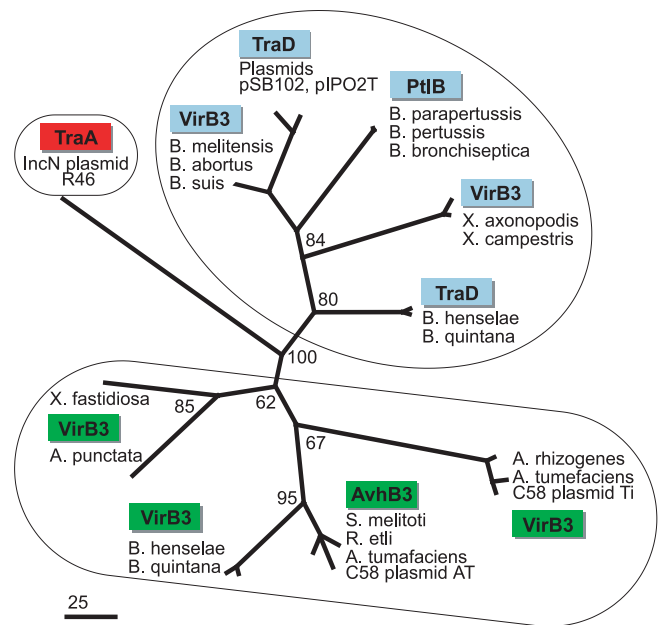 TraD
Plasmids
pSB102, pIPO2T
PtlB
B. parapertussis
B. pertussis
B. bronchiseptica
VirB3
B. melitensis
B. abortus
B. suis
TraA
IncN plasmid
R46
VirB3
X. axonopodis
X. campestris
84
80
TraD
B. henselae
B. quintana
100
X. fastidiosa
85
62
VirB3
A. punctata
67
A. rhizogenes
A. tumefaciens
C58 plasmid Ti
VirB3
95
AvhB3
S. melitoti
R. etli
A. tumafaciens
C58 plasmid AT
VirB3
B. henselae
B. quintana
25